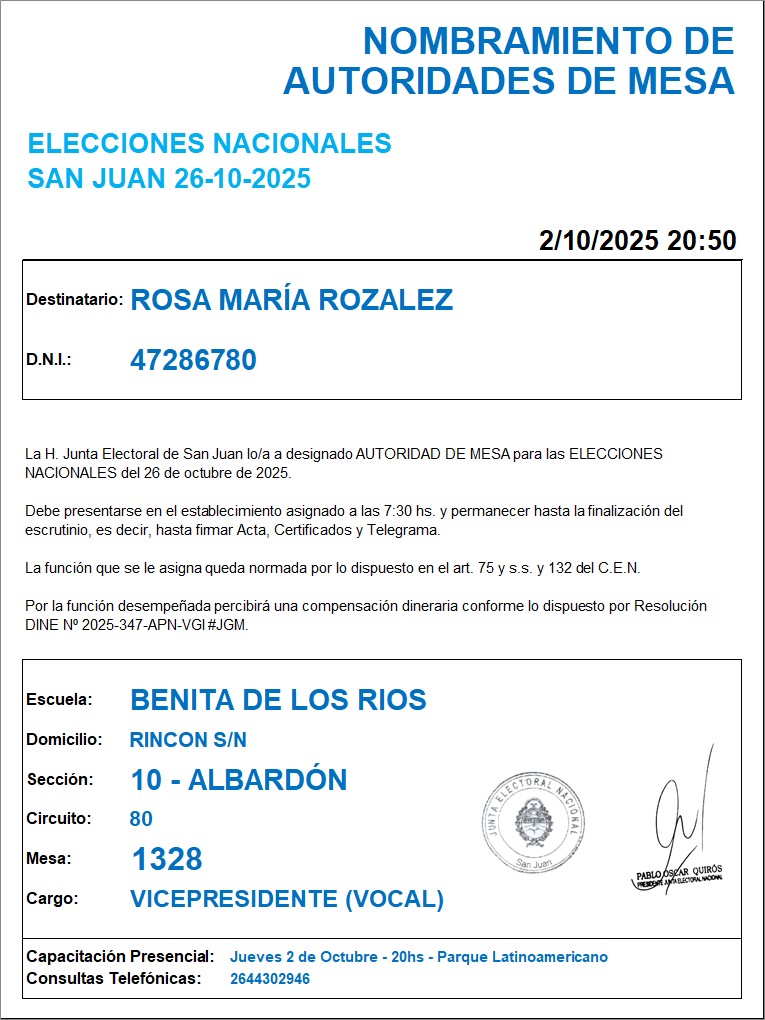 NOMBRAMIENTO DE
AUTORIDADES DE MESA
ELECCIONES NACIONALES
SAN JUAN 26-10-2025
2/10/2025 20:50
Destinatario: ROSA MARÍA ROZALEZ
D.N.I.: 47286780
La H. Junta Electoral de San Juan lo/a a designado AUTORIDAD DE MESA para las ELECCIONES
NACIONALES del 26 de octubre de 2025.
Debe presentarse en el establecimiento asignado a las 7:30 hs. y permanecer hasta la finalización del
escrutinio, es decir, hasta firmar Acta, Certificados y Telegrama.
La función que se le asigna queda normada por lo dispuesto en el art. 75 y s.s. y 132 del C.E.N.
Por la función desempeñada percibirá una compensación dineraria conforme lo dispuesto por Resolución
DINE Nº 2025-347-APN-VGI#JGM.
Escuela: BENITA DE LOS RIOS
Domicilio: RINCON S/N
Sección: 10 - ALBARDÓN
Circuito: 80
Mesa: 1328
Cargo: VICEPRESIDENTE (VOCAL)
JUNTA ELECTORAL NACIONAL
San Juan
PABLO OSCAR QUIRÓS
PRESIDENTE JUNTA ELECTORAL NACIONAL
Capacitación Presencial: Jueves 2 de Octubre - 20hs - Parque Latinoamericano
Consultas Telefónicas: 2644302946